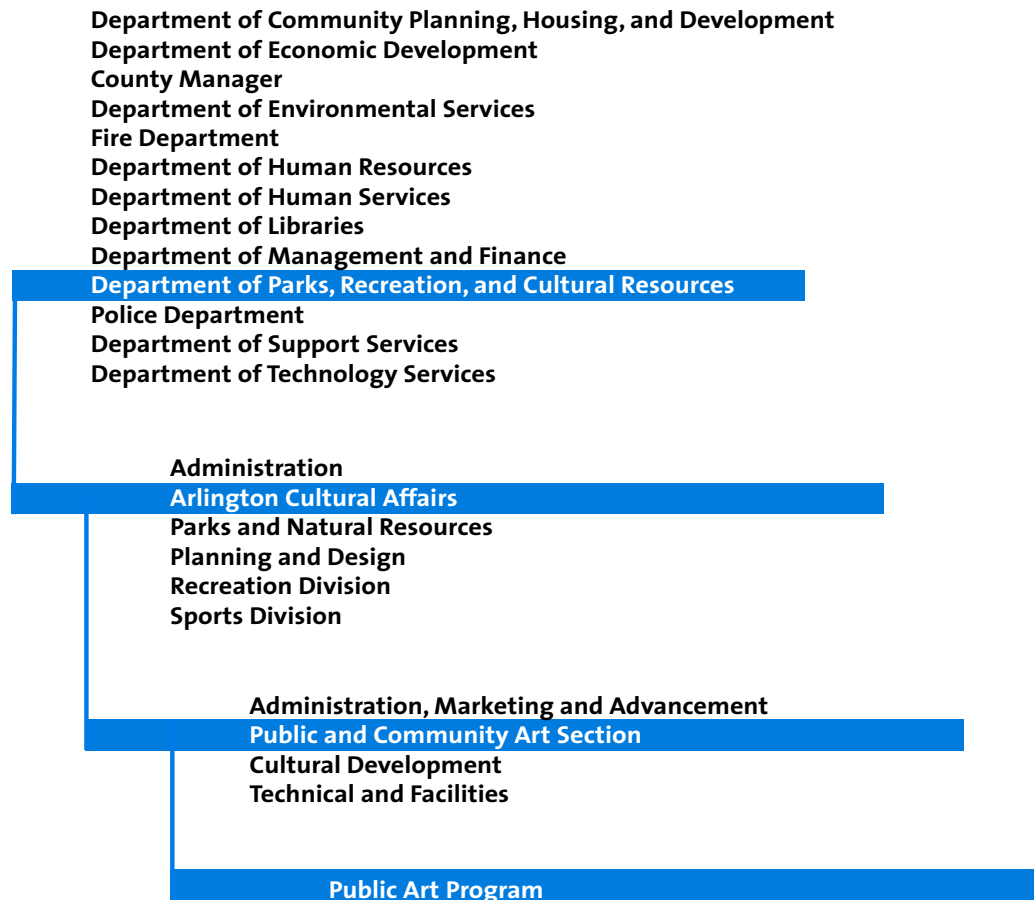 Department of Community Planning, Housing, and Development
Department of Economic Development
County Manager
Department of Environmental Services
Fire Department
Department of Human Resources
Department of Human Services
Department of Libraries
Department of Management and Finance
Department of Parks, Recreation, and Cultural Resources
Police Department
Department of Support Services
Department of Technology Services
Administration
Arlington Cultural Affairs
Parks and Natural Resources
Planning and Design
Recreation Division
Sports Division
Administration, Marketing and Advancement
Public and Community Art Section
Cultural Development
Technical and Facilities
Public Art Program